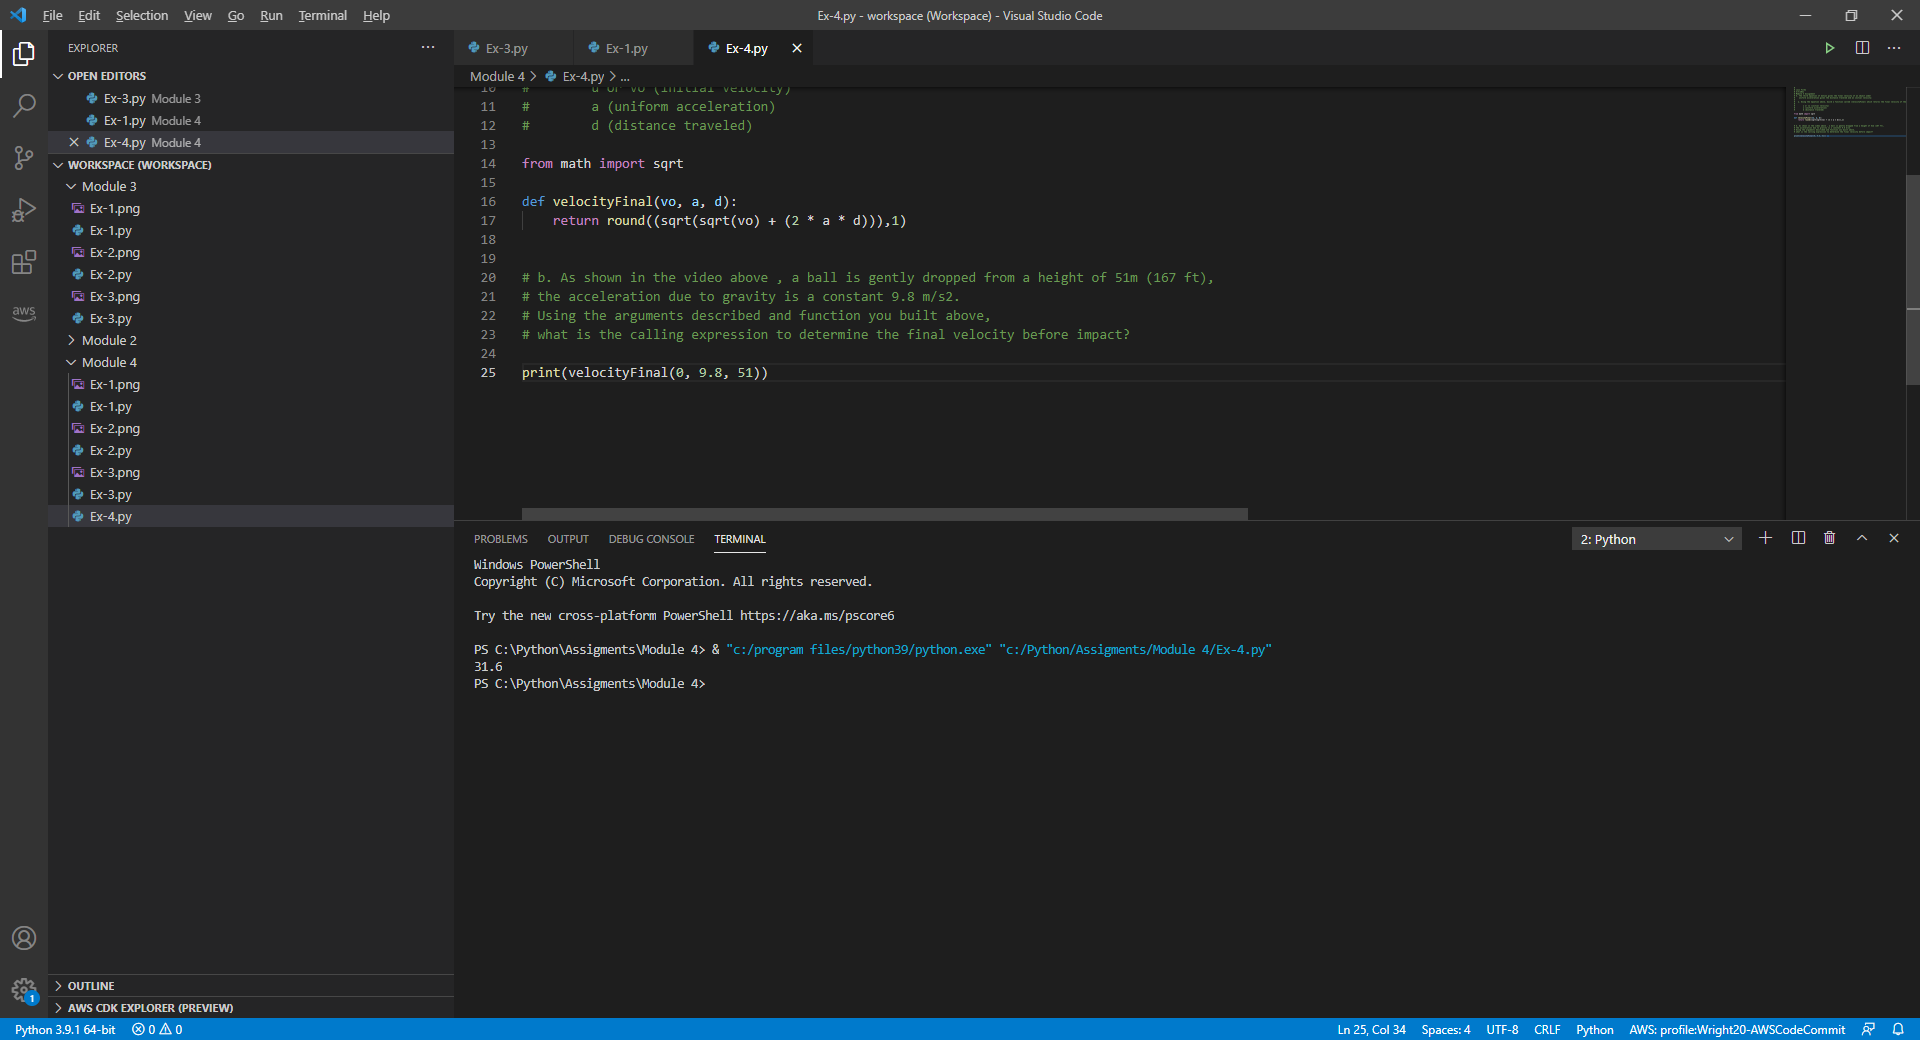 File Edit Selection View Go Run Terminal Help
Ex-4.py - workspace (Workspace) - Visual Studio Code
EXPLORER
OPEN EDITORS
Ex-3.py Module 3
Ex-1.py Module 4
Ex-4.py Module 4
WORKSPACE (WORKSPACE)
Module 3
Ex-1.png
Ex-1.py
Ex-2.png
Ex-2.py
Ex-3.png
Ex-3.py
Module 2
Module 4
Ex-1.png
Ex-1.py
Ex-2.png
Ex-2.py
Ex-3.png
Ex-3.py
Ex-4.py
OUTLINE
AWS CDK EXPLORER (PREVIEW)
aws
1
Ex-3.py Ex-1.py Ex-4.py
Module 4 > Ex-4.py > ...
10 # u or vo (initial velocity)
11 # a (uniform acceleration)
12 # d (distance traveled)
13
14 from math import sqrt
15
16 def velocityFinal(vo, a, d):
17 return round((sqrt(sqrt(vo) + (2 * a * d))),1)
18
19
20 # b. As shown in the video above , a ball is gently dropped from a height of 51m (167 ft),
21 # the acceleration due to gravity is a constant 9.8 m/s2.
22 # Using the arguments described and function you built above,
23 # what is the calling expression to determine the final velocity before impact?
24
25 print(velocityFinal(0, 9.8, 51))
PROBLEMS OUTPUT DEBUG CONSOLE TERMINAL
2: Python
Windows PowerShell
Copyright (C) Microsoft Corporation. All rights reserved.
Try the new cross-platform PowerShell https://aka.ms/pscore6
PS C:\Python\Assigments\Module 4> & "c:/program files/python39/python.exe" "c:/Python/Assigments/Module 4/Ex-4.py"
31.6
PS C:\Python\Assigments\Module 4>
Python 3.9.1 64-bit 0 0
Ln 25, Col 34 Spaces: 4 UTF-8 CRLF Python AWS: profile:Wright20-AWSCodeCommit